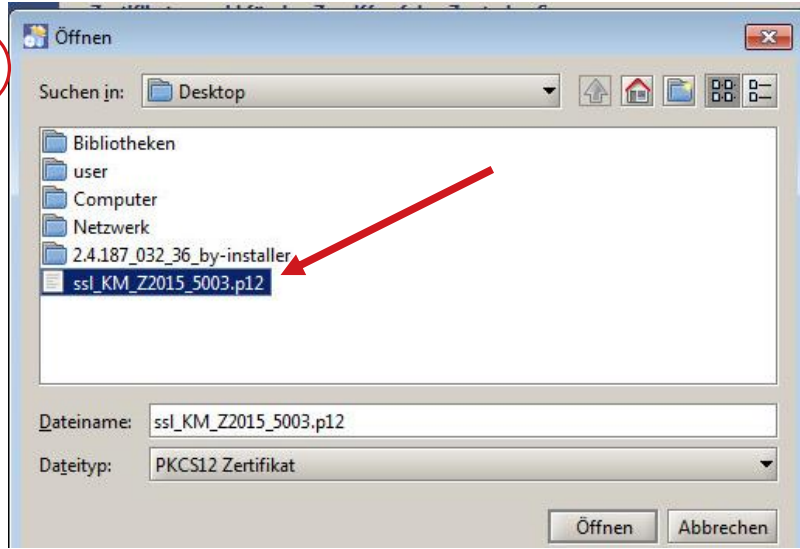 Öffnen
Suchen in: Desktop
Bibliotheken
user
Computer
Netzwerk
2.4.187_032_36_by-installer
ssl_KM_Z2015_5003.p12
Dateiname: ssl_KM_Z2015_5003.p12
Dateityp: PKCS12 Zertifikat
Öffnen Abbrechen